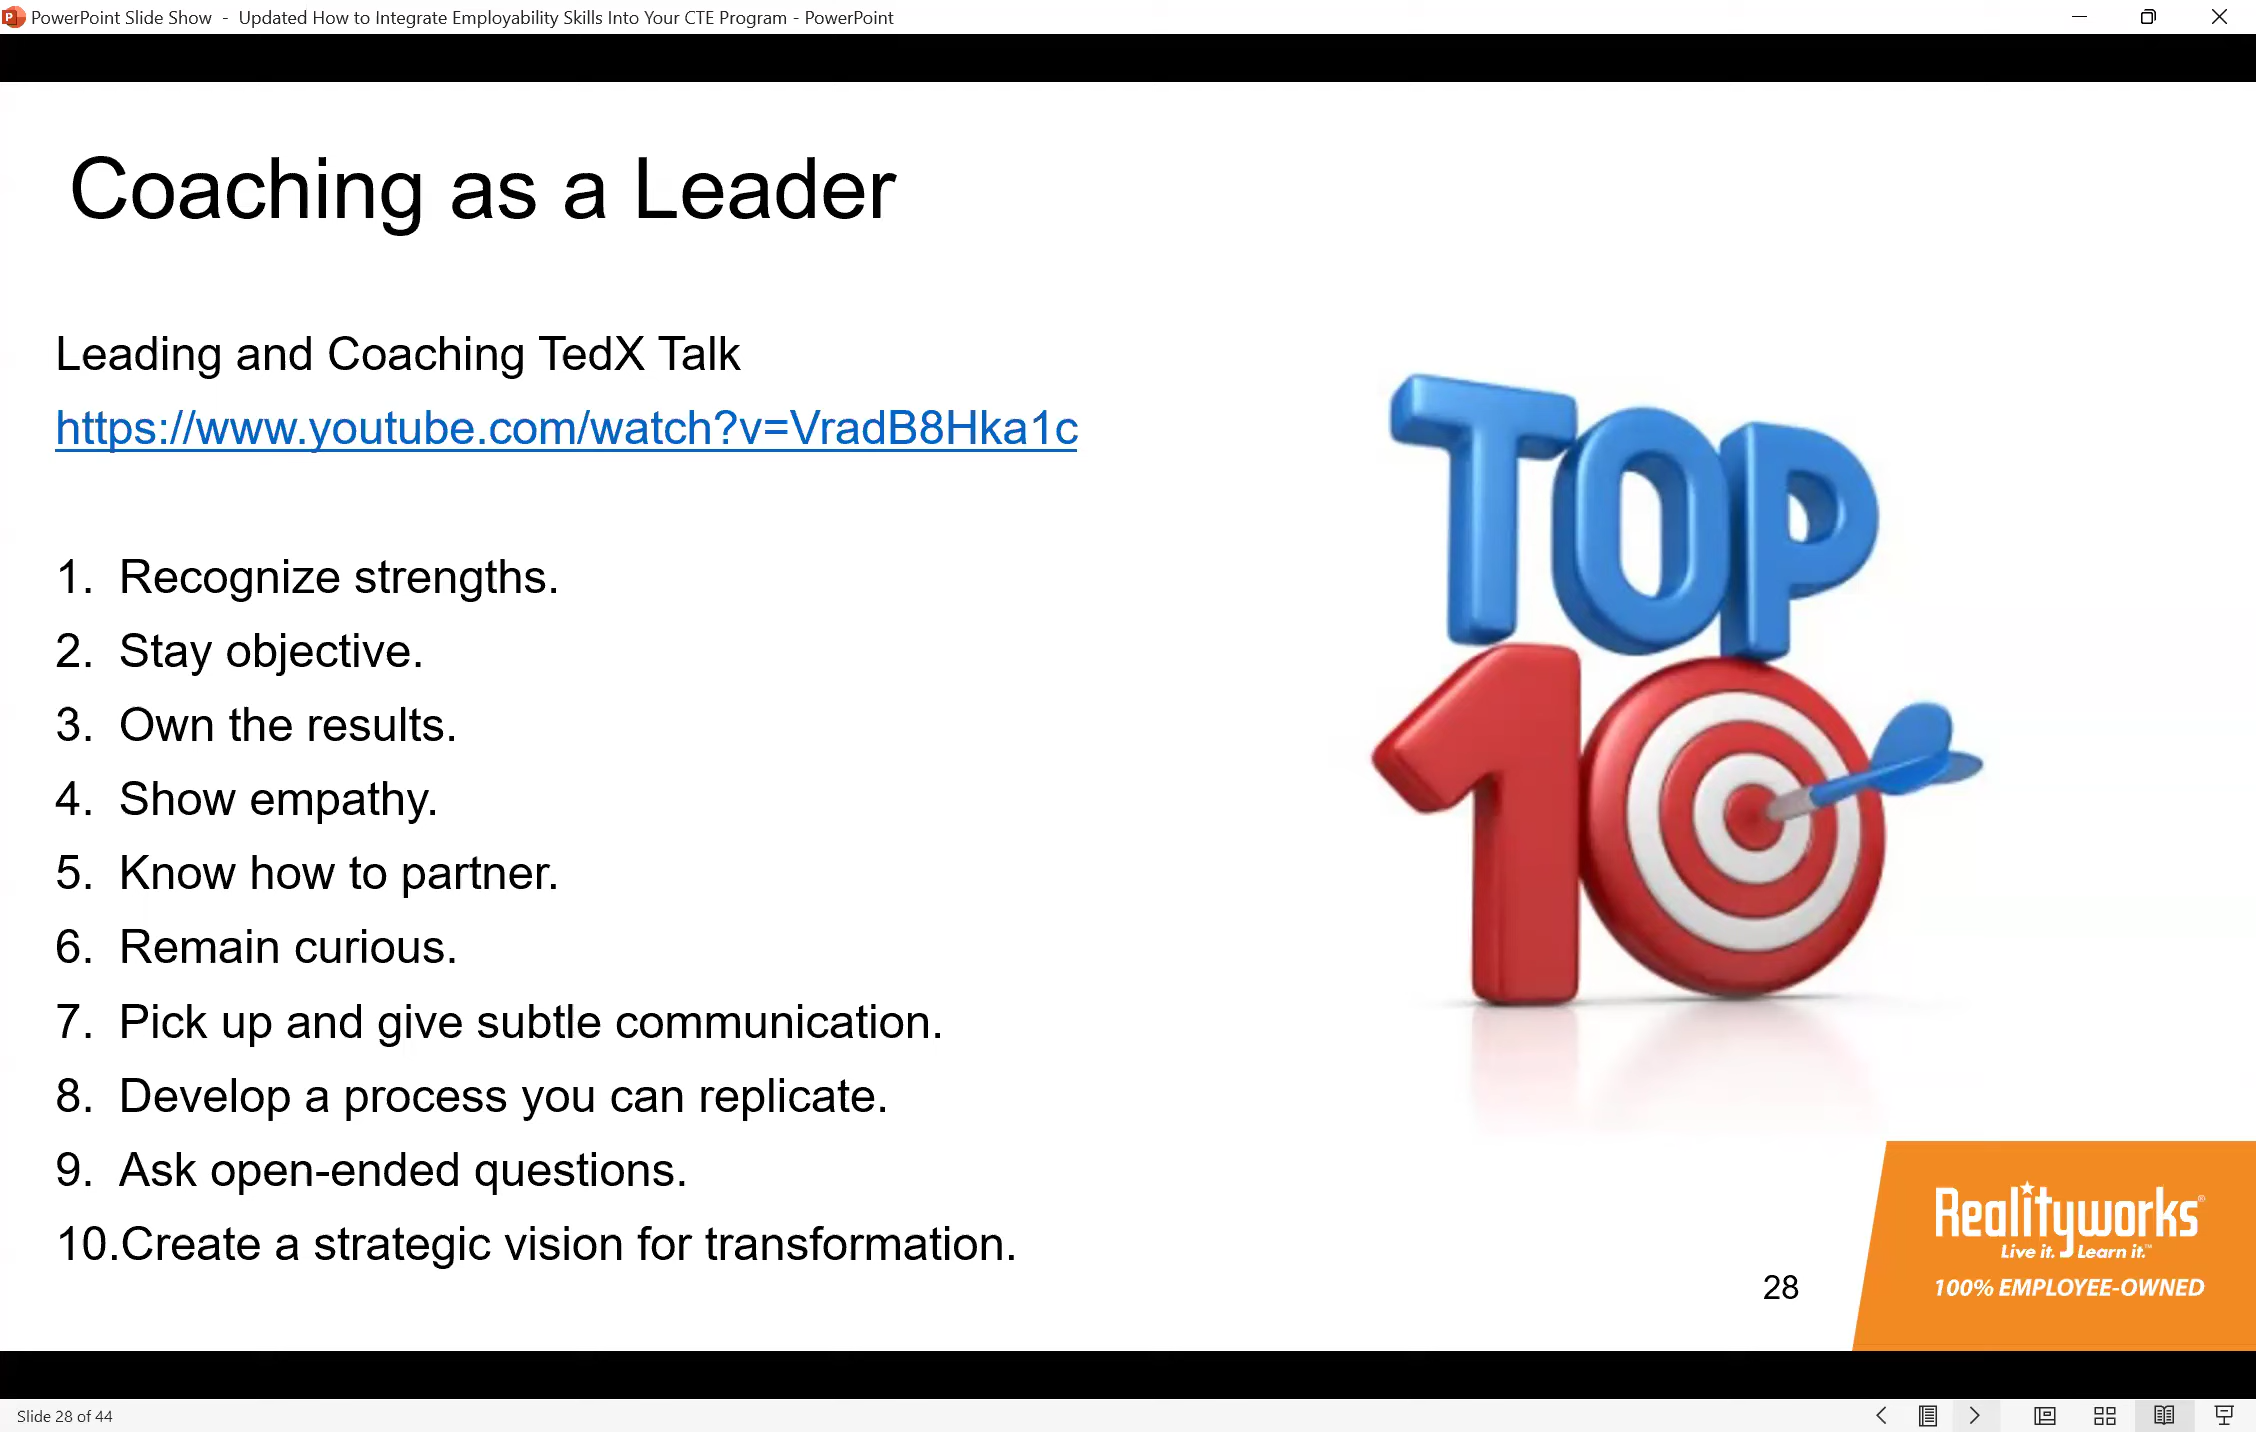 PowerPoint Slide Show - Updated How to Integrate Employability Skills Into Your CTE Program - PowerPoint
Coaching as a Leader
Leading and Coaching TedX Talk
https://www.youtube.com/watch?v=VradB8Hka1c
1. Recognize strengths.
2. Stay objective.
3. Own the results.
4. Show empathy.
5. Know how to partner.
6. Remain curious.
7. Pick up and give subtle communication.
8. Develop a process you can replicate.
9. Ask open-ended questions.
10.Create a strategic vision for transformation.
TOP
10
28
Realityworks®
Live it. Learn it.™
100% EMPLOYEE-OWNED
Slide 28 of 44